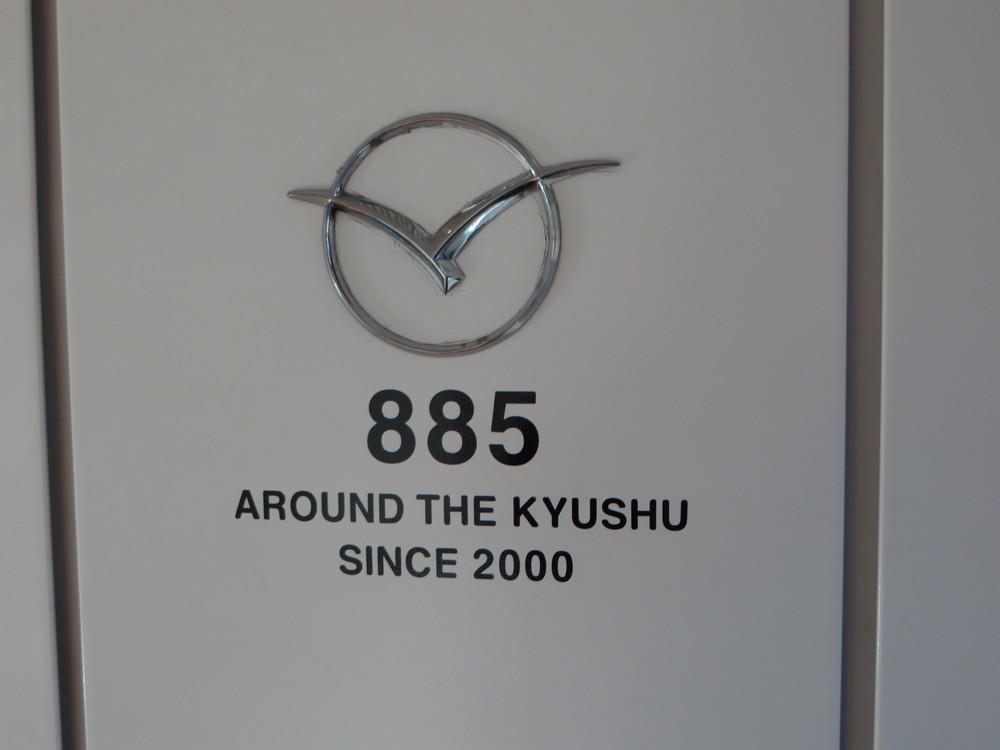 885
AROUND THE KYUSHU
SINCE 2000